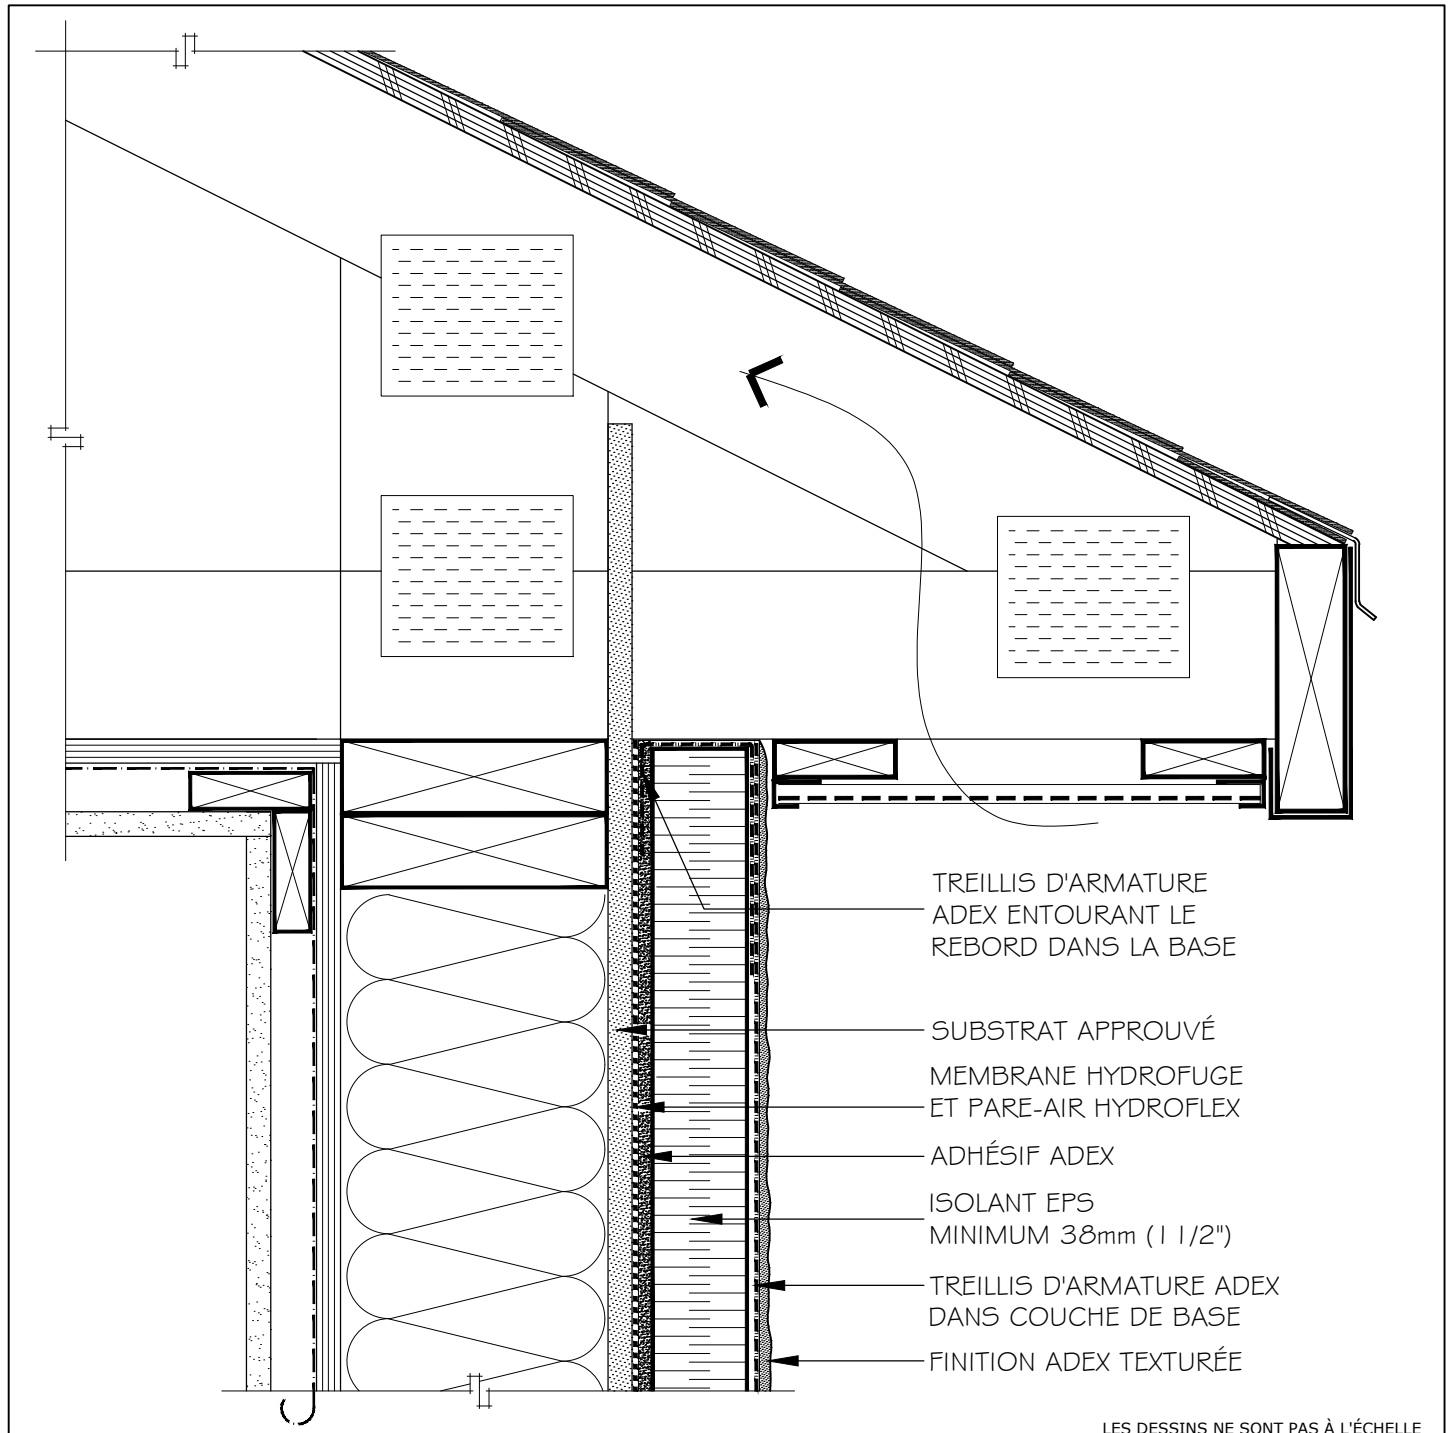 TREILLIS D'ARMATURE
ADEX ENTOURANT LE
REBORD DANS LA BASE
SUBSTRAT APPROUVÉ
MEMBRANE HYDROFUGE
ET PARE-AIR HYDROFLEX
ADHÉSIF ADEX
ISOLANT EPS
MINIMUM 38mm (1 1/2")
TREILLIS D'ARMATURE ADEX
DANS COUCHE DE BASE
FINITION ADEX TEXTURÉE
LES DESSINS NE SONT PAS À L'ÉCHELLE